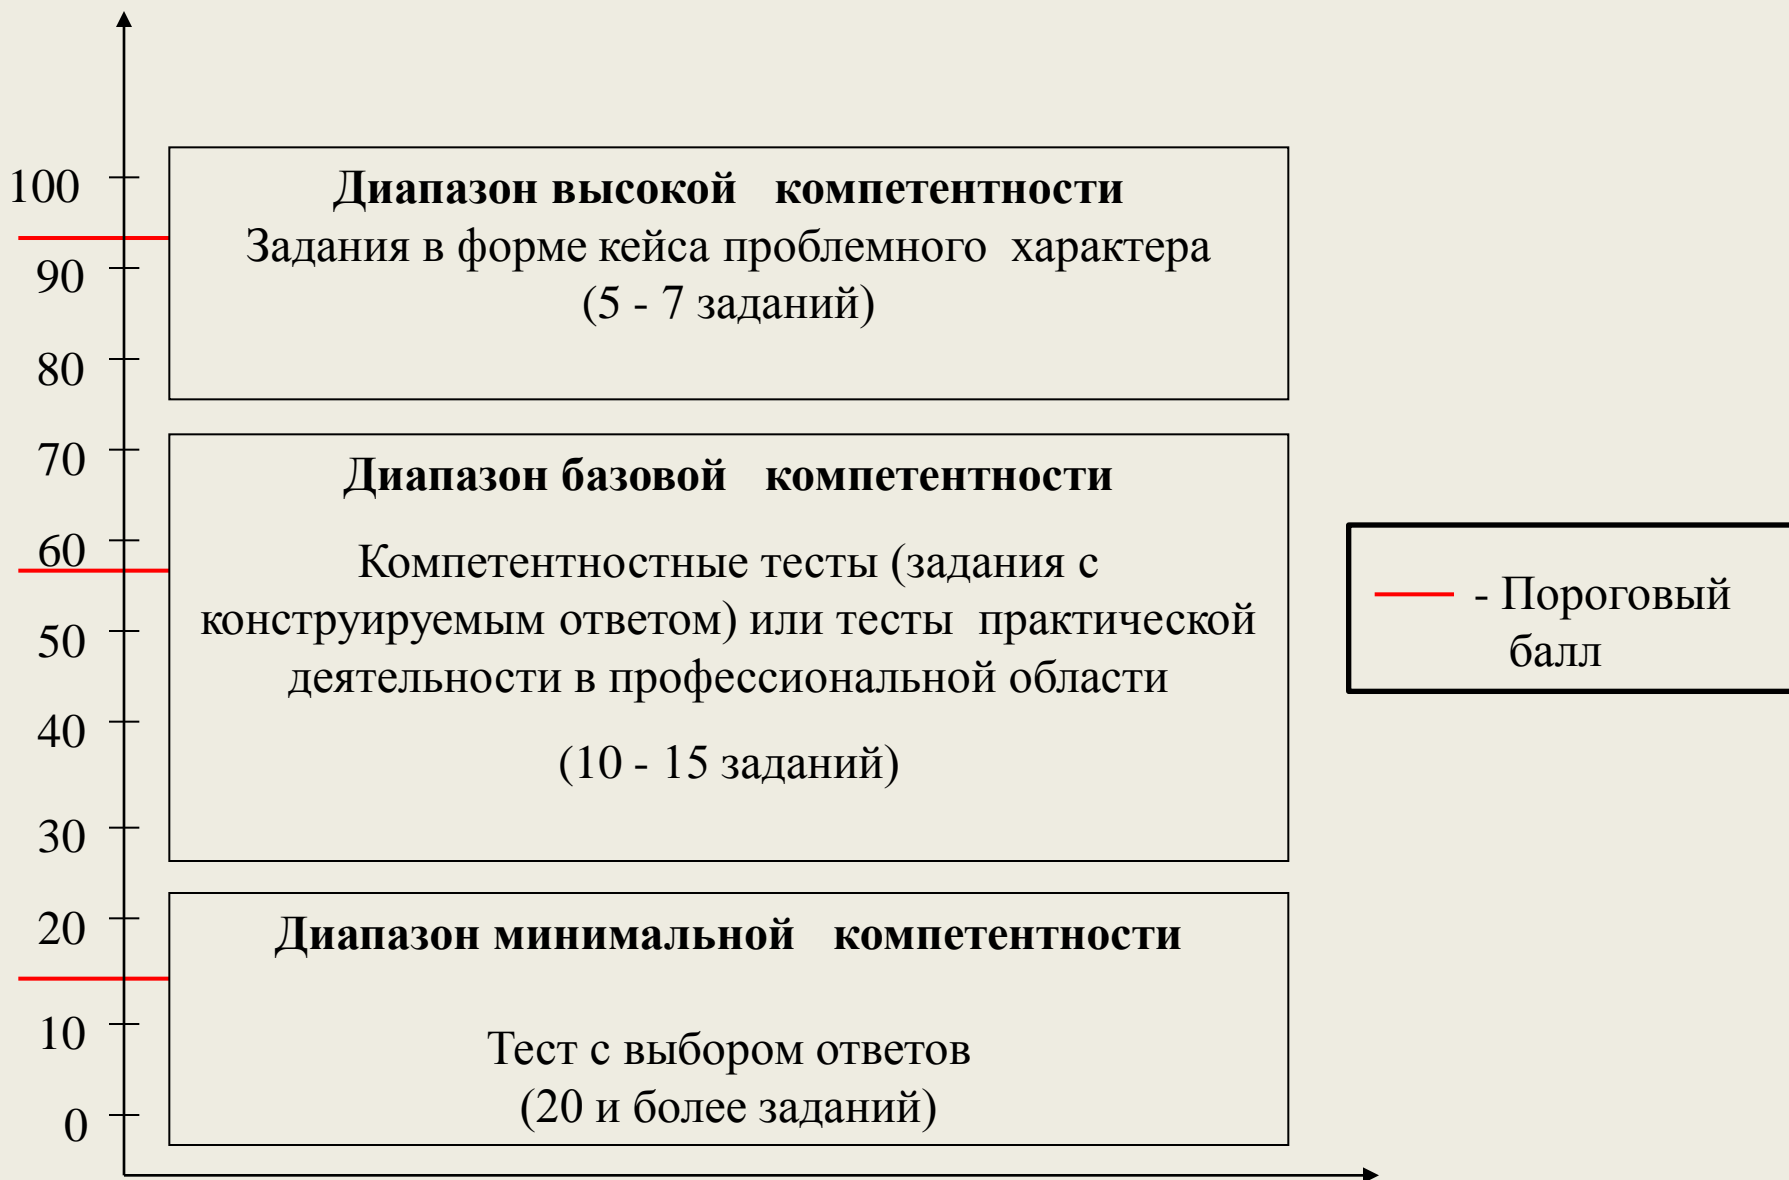 100
Диапазон высокой компетентности
Задания в форме кейса проблемного характера
90
(5 - 7 заданий)
80
70
Диапазон базовой компетентности
60
Компетентностные тесты (задания с
конструируемым ответом) или тесты практической
50
деятельности в профессиональной области
40
(10 - 15 заданий)
30
20
Диапазон минимальной компетентности
10
Тест с выбором ответов
(20 и более заданий)
0
- Пороговый
балл